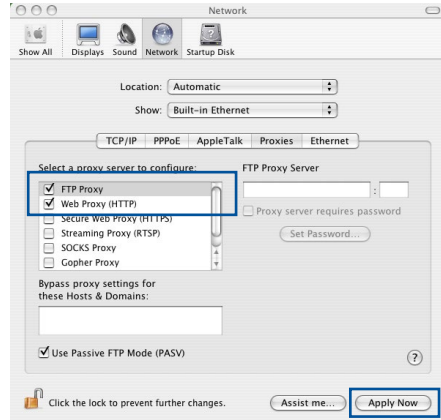 Network
Show All Displays Sound Network Startup Disk
Location: Automatic
Show: Built-in Ethernet
TCP/IP PPPoE AppleTalk Proxies Ethernet
Select a proxy server to configure: FTP Proxy Server
FTP Proxy
Web Proxy (HTTP)
Secure Web Proxy (HTTPS)
Streaming Proxy (RTSP)
SOCKS Proxy
Gopher Proxy
:
Proxy server requires password
Set Password...
Bypass proxy settings for
these Hosts & Domains:
Use Passive FTP Mode (PASV)
?
Click the lock to prevent further changes. Assist me... Apply Now